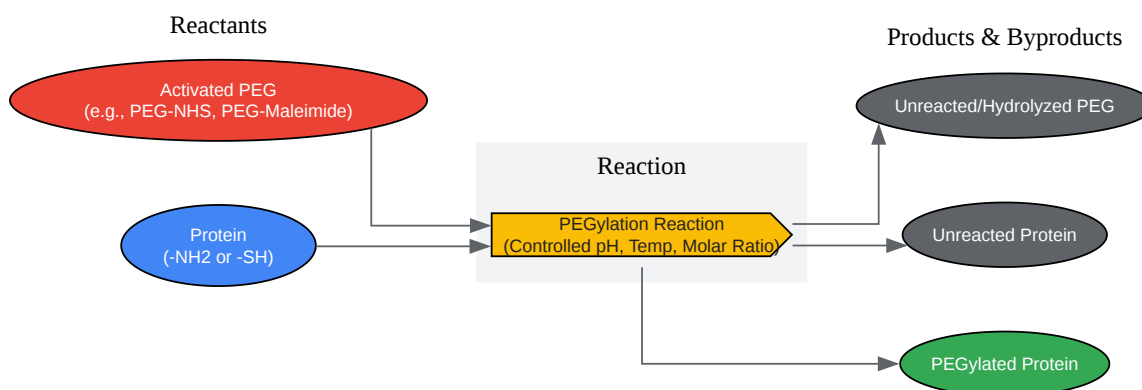 Reactants
Products & Byproducts
Activated PEG
(e.g., PEG-NHS, PEG-Maleimide)
Unreacted/Hydrolyzed PEG
Reaction
PEGylation Reaction
(Controlled pH, Temp, Molar Ratio)
Protein
(-NH2 or -SH)
Unreacted Protein
PEGylated Protein